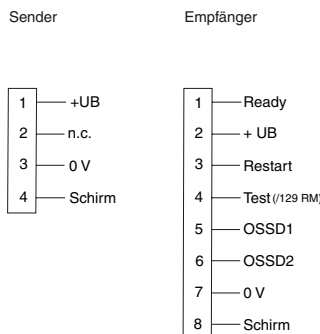 Sender
1 +UB
2 n.c.
3 0 V
4 Schirm
Empfänger
1 Ready
2 + UB
3 Restart
4 Test (/129 RM)
5 OSSD1
6 OSSD2
7 0 V
8 Schirm